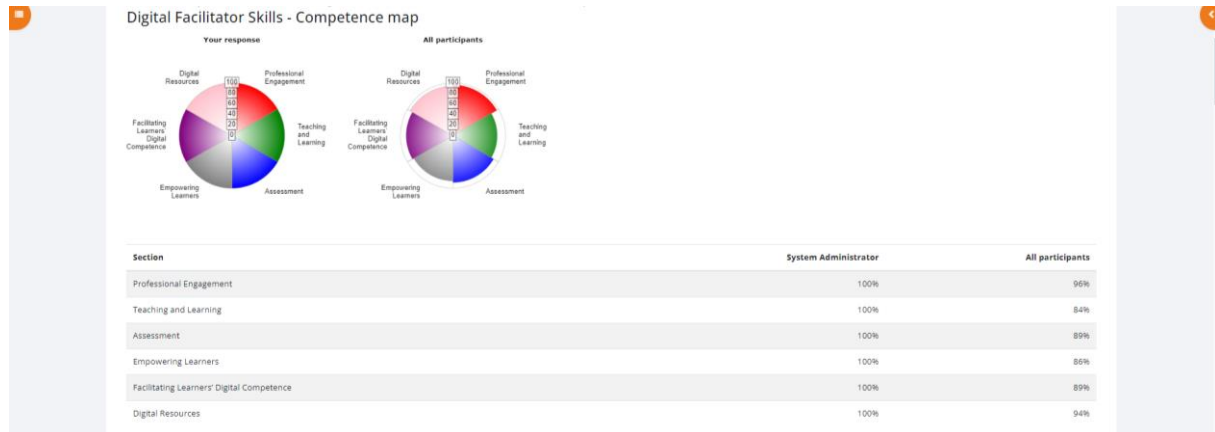 Digital Facilitator Skills - Competence map
Your response
Digital
Resources
Professional
Engagement
100
80
60
40
20
0
Facilitating
Learners'
Digital
Competence
Teaching
and
Learning
Empowering
Learners
Assessment
All participants
Digital
Resources
Professional
Engagement
100
80
60
40
20
0
Facilitating
Learners'
Digital
Competence
Teaching
and
Learning
Empowering
Learners
Assessment
Section System Administrator All participants
Professional Engagement 100% 96%
Teaching and Learning 100% 84%
Assessment 100% 89%
Empowering Learners 100% 86%
Facilitating Learners’ Digital Competence 100% 89%
Digital Resources 100% 94%